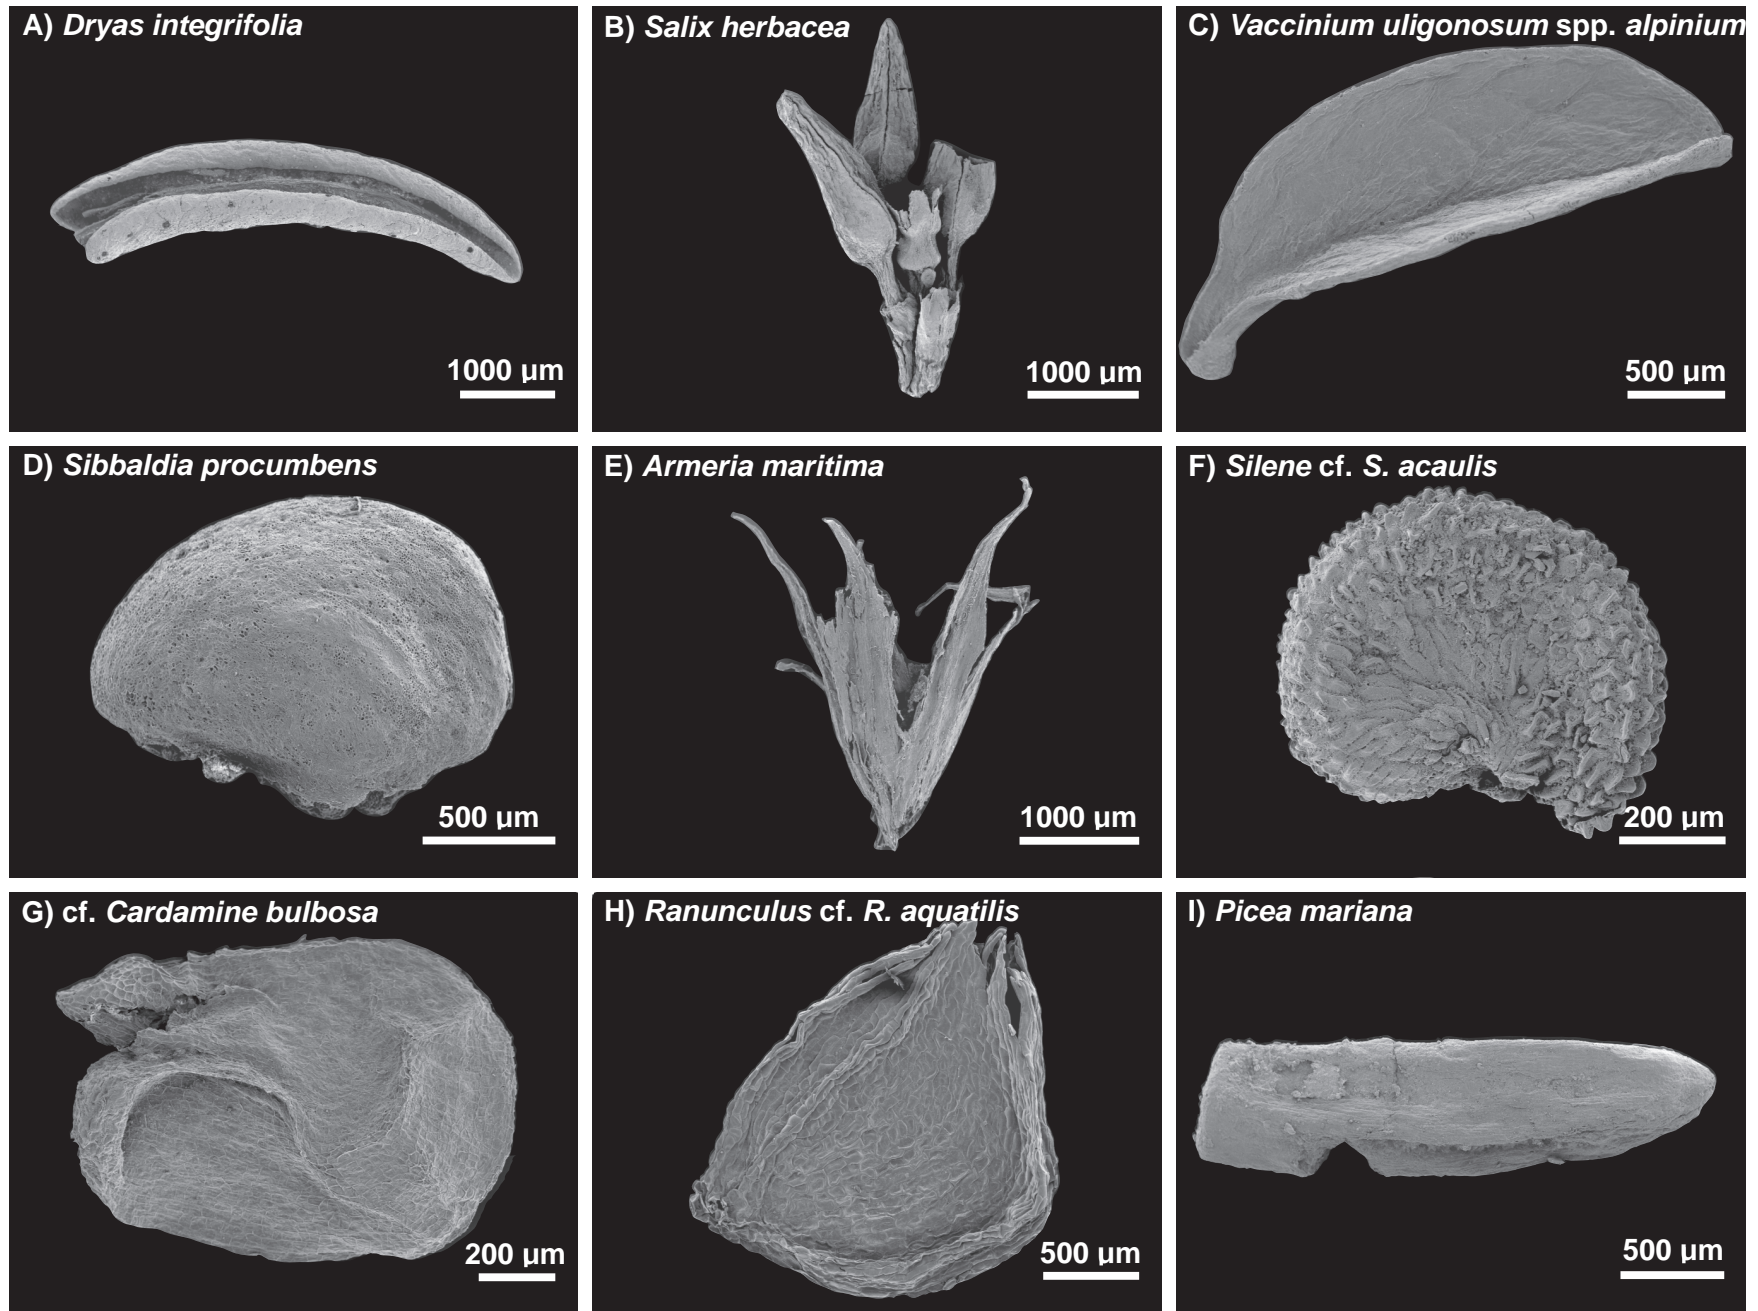 A) Dryas integrifolia
B) Salix herbacea
C) Vaccinium uligonosum spp. alpinium
1000 µm
1000 µm
500 µm
D) Sibbaldia procumbens
E) Armeria maritima
F) Silene cf. S. acaulis
500 µm
1000 µm
200 µm
G) cf. Cardamine bulbosa
H) Ranunculus cf. R. aquatilis
I) Picea mariana
200 µm
500 µm
500 µm